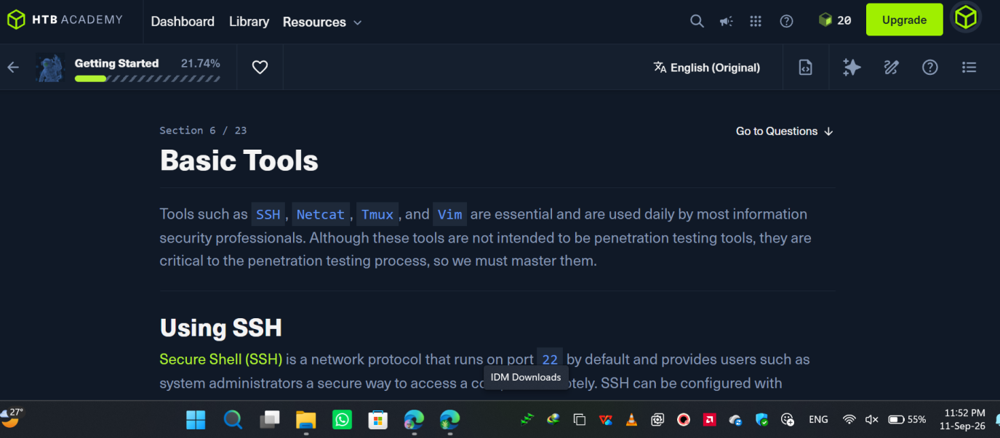 HTB ACADEMY
Dashboard Library Resources
20
Upgrade
Getting Started 21.74%
English (Original)
Section 6 / 23
Go to Questions ↓
Basic Tools
Tools such as SSH, Netcat, Tmux, and Vim are essential and are used daily by most information
security professionals. Although these tools are not intended to be penetration testing tools, they are
critical to the penetration testing process, so we must master them.
Using SSH
Secure Shell (SSH) is a network protocol that runs on port 22 by default and provides users such as
system administrators a secure way to access a co otely. SSH can be configured with
IDM Downloads
27°
ENG
55%
11:52 PM
11-Sep-26